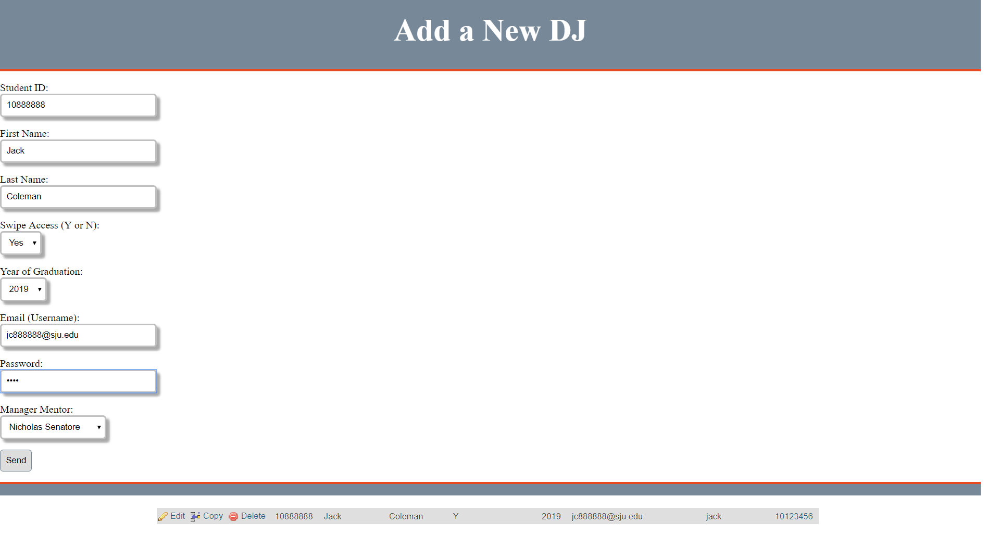 Add a New DJ
Student ID:
10888888
First Name:
Jack
Last Name:
Coleman
Swipe Access (Y or N):
Yes
Year of Graduation:
2019
Email (Username):
jc888888@sju.edu
Password:
••••
Manager Mentor:
Nicholas Senatore
Send
Edit Copy Delete 10888888 Jack Coleman Y 2019 jc888888@sju.edu jack 10123456